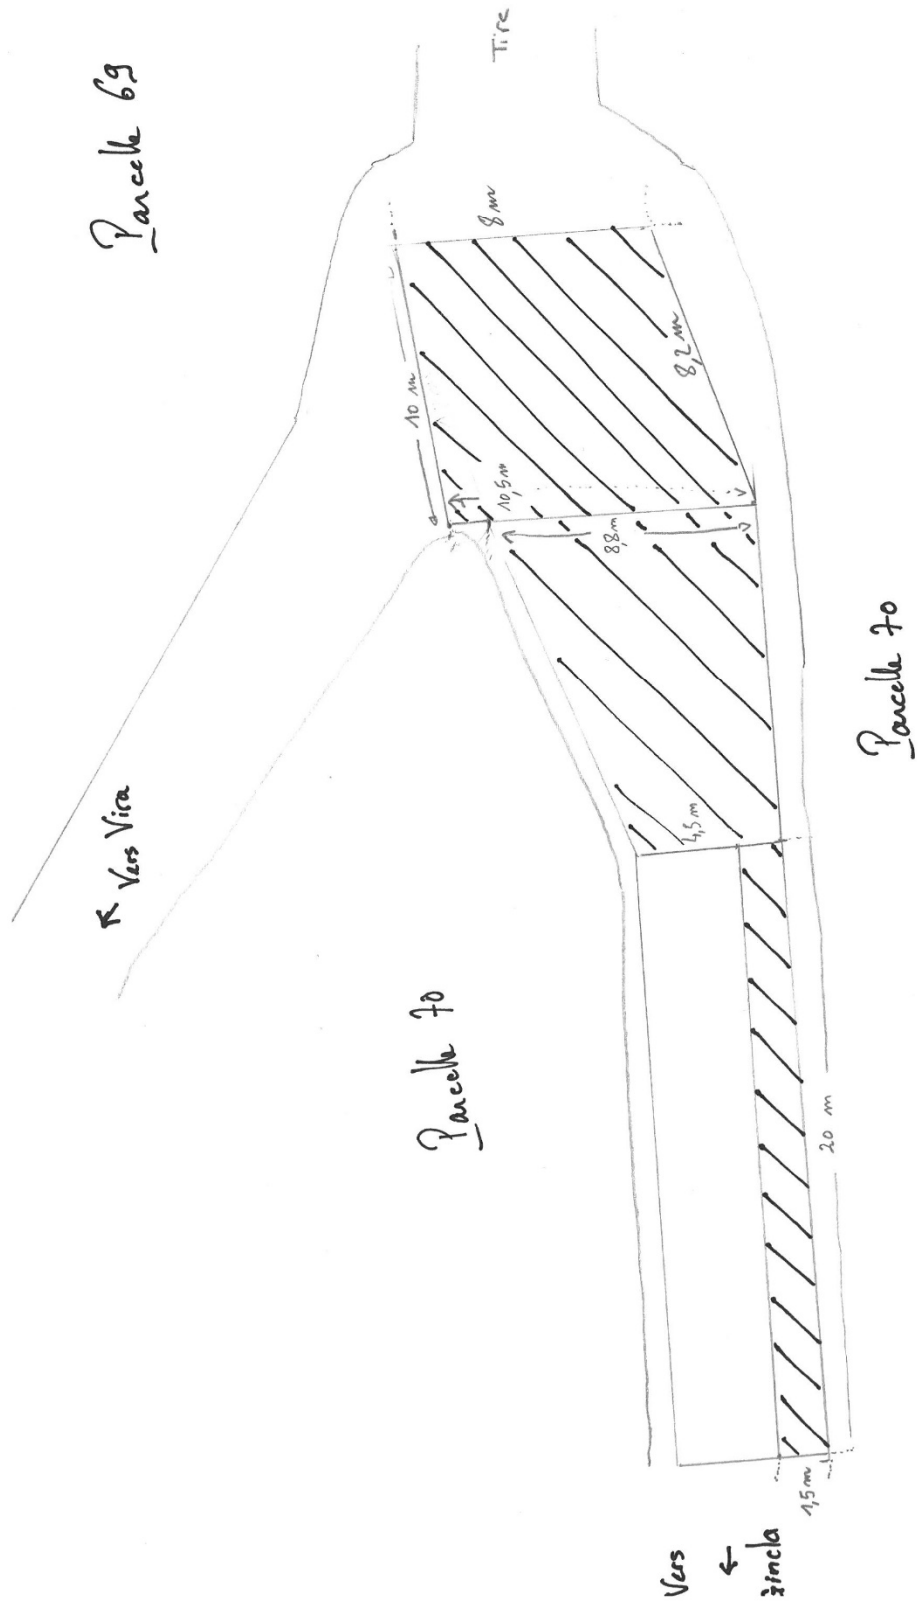 Parcelle 69
Tire
8 m
10 m
8,2 m
10,5 m
8,8 m
Vers Vira
4,5 m
Parcelle 70
Parcelle 70
20 m
1,5 m
Vers
←